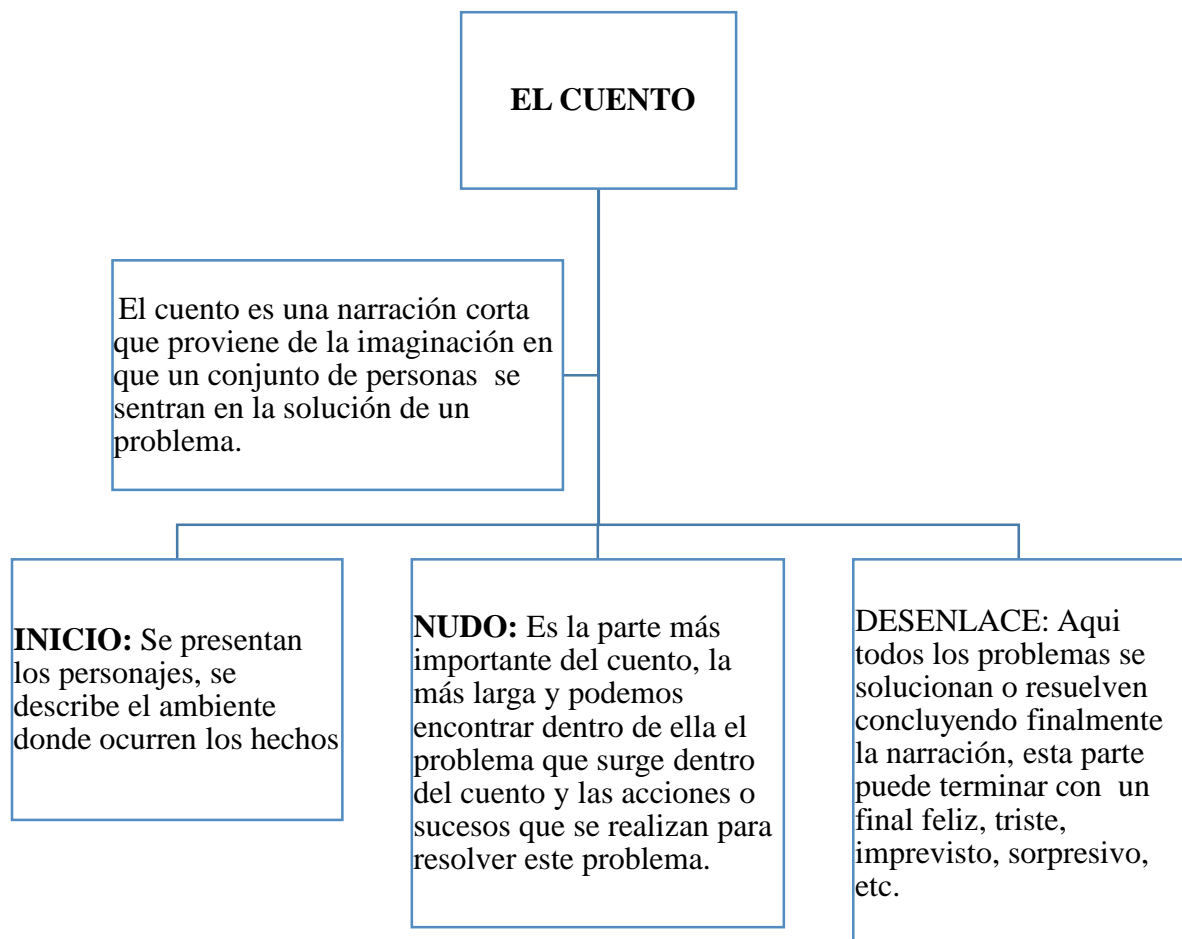 EL CUENTO
El cuento es una narración corta
que proviene de la imaginación en
que un conjunto de personas  se
sentran en la solución de un
problema.
INICIO: Se presentan
los personajes, se
describe el ambiente
donde ocurren los hechos
NUDO: Es la parte más
importante del cuento, la
más larga y podemos
encontrar dentro de ella el
problema que surge dentro
del cuento y las acciones o
sucesos que se realizan para
resolver este problema.
DESENLACE: Aqui
todos los problemas se
solucionan o resuelven
concluyendo finalmente
la narración, esta parte
puede terminar con  un
final feliz, triste,
imprevisto, sorpresivo,
etc.